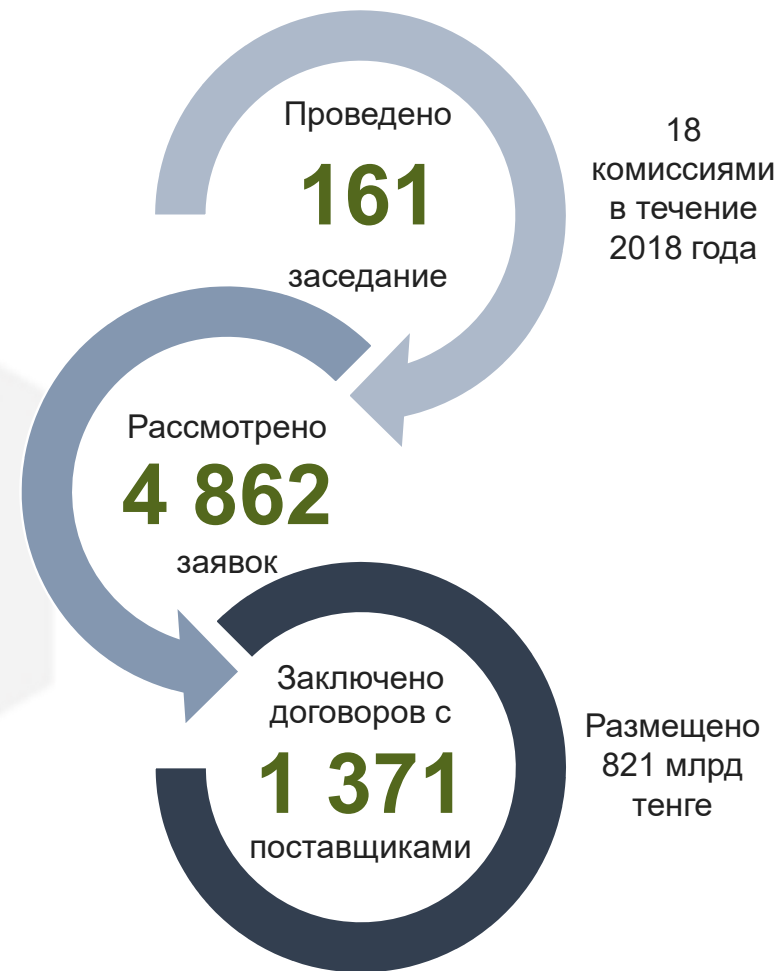 Проведено
161
заседание
18
комиссиями
в течение
2018 года
Рассмотрено
4 862
заявок
Заключено
договоров с
1 371
поставщиками
Размещено
821 млрд
тенге